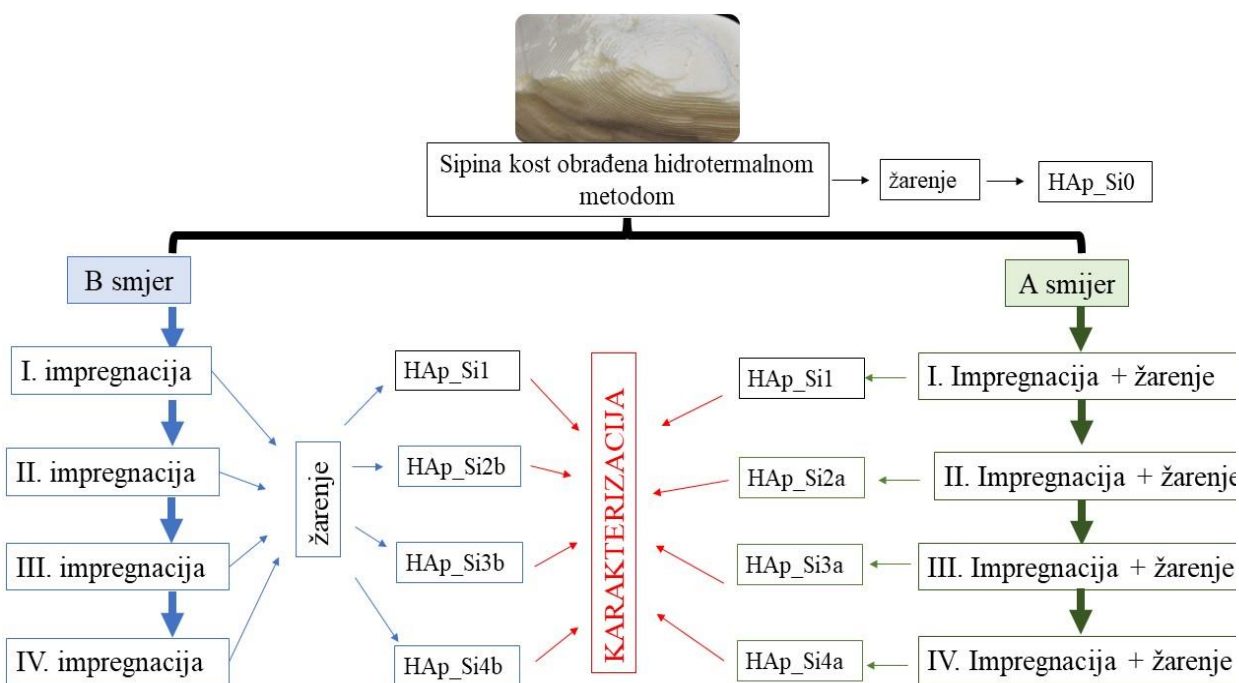 Sipina kost obrađena hidrotermalnom
metodom
žarenje
HAp_Si0
B smjer
A smijer
I. impregnacija
II. impregnacija
III. impregnacija
IV. impregnacija
žarenje
HAp_Si1
HAp_Si2b
HAp_Si3b
HAp_Si4b
KARAKTERIZACIJA
HAp_Si1
HAp_Si2a
HAp_Si3a
HAp_Si4a
I. Impregnacija + žarenje
II. Impregnacija + žarenje
III. Impregnacija + žarenje
IV. Impregnacija + žarenje